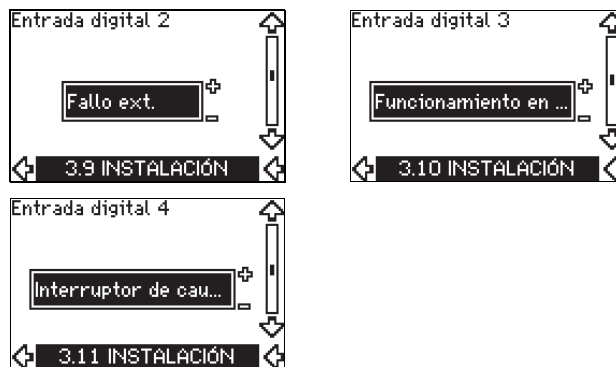 Entrada digital 2
Fallo ext.
3.9 INSTALACIÓN
Entrada digital 3
Funcionamiento en ...
3.10 INSTALACIÓN
Entrada digital 4
Interruptor de cau...
3.11 INSTALACIÓN